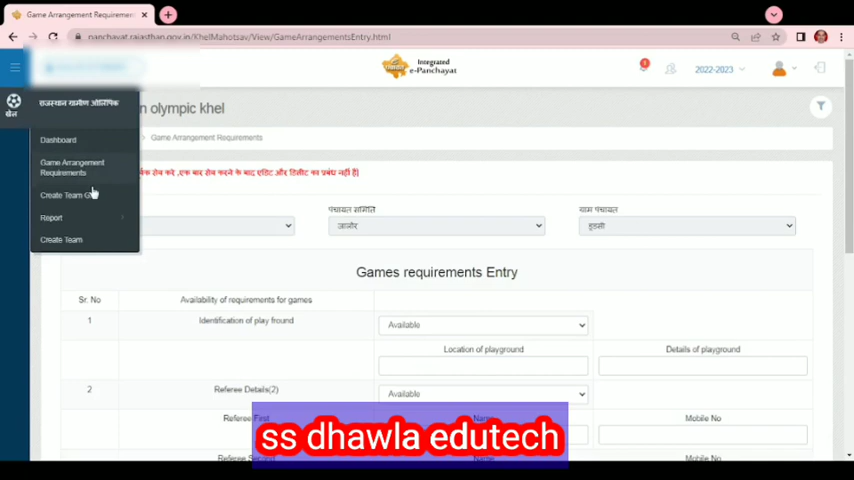 Game Arrangement Requirement
panchayat.rajasthan.gov.in/KhelMahotsav/View/GameArrangementsEntry.html
Integrated
e-Panchayat
2022-2023
खेल
राजस्थान ग्रामीण ओलिंपिक
n olympic khel
Dashboard
Game Arrangement Requirements
Game Arrangement
Requirements
र्वक सेव करे ,एक बार सेव करने के बाद एडिट और डिलीट का प्रबंध नहीं हैं)
Create Team
Report
Create Team
पंचायत समिति
ग्राम पंचायत
जालोर
Games requirements Entry
Sr. No
Availability of requirements for games
1
Identification of play fround
Available
Location of playground
Details of playground
2
Referee Details(2)
Available
Referee First
Name
Mobile No
Referee Second
Mobile No
ss dhawla edutech